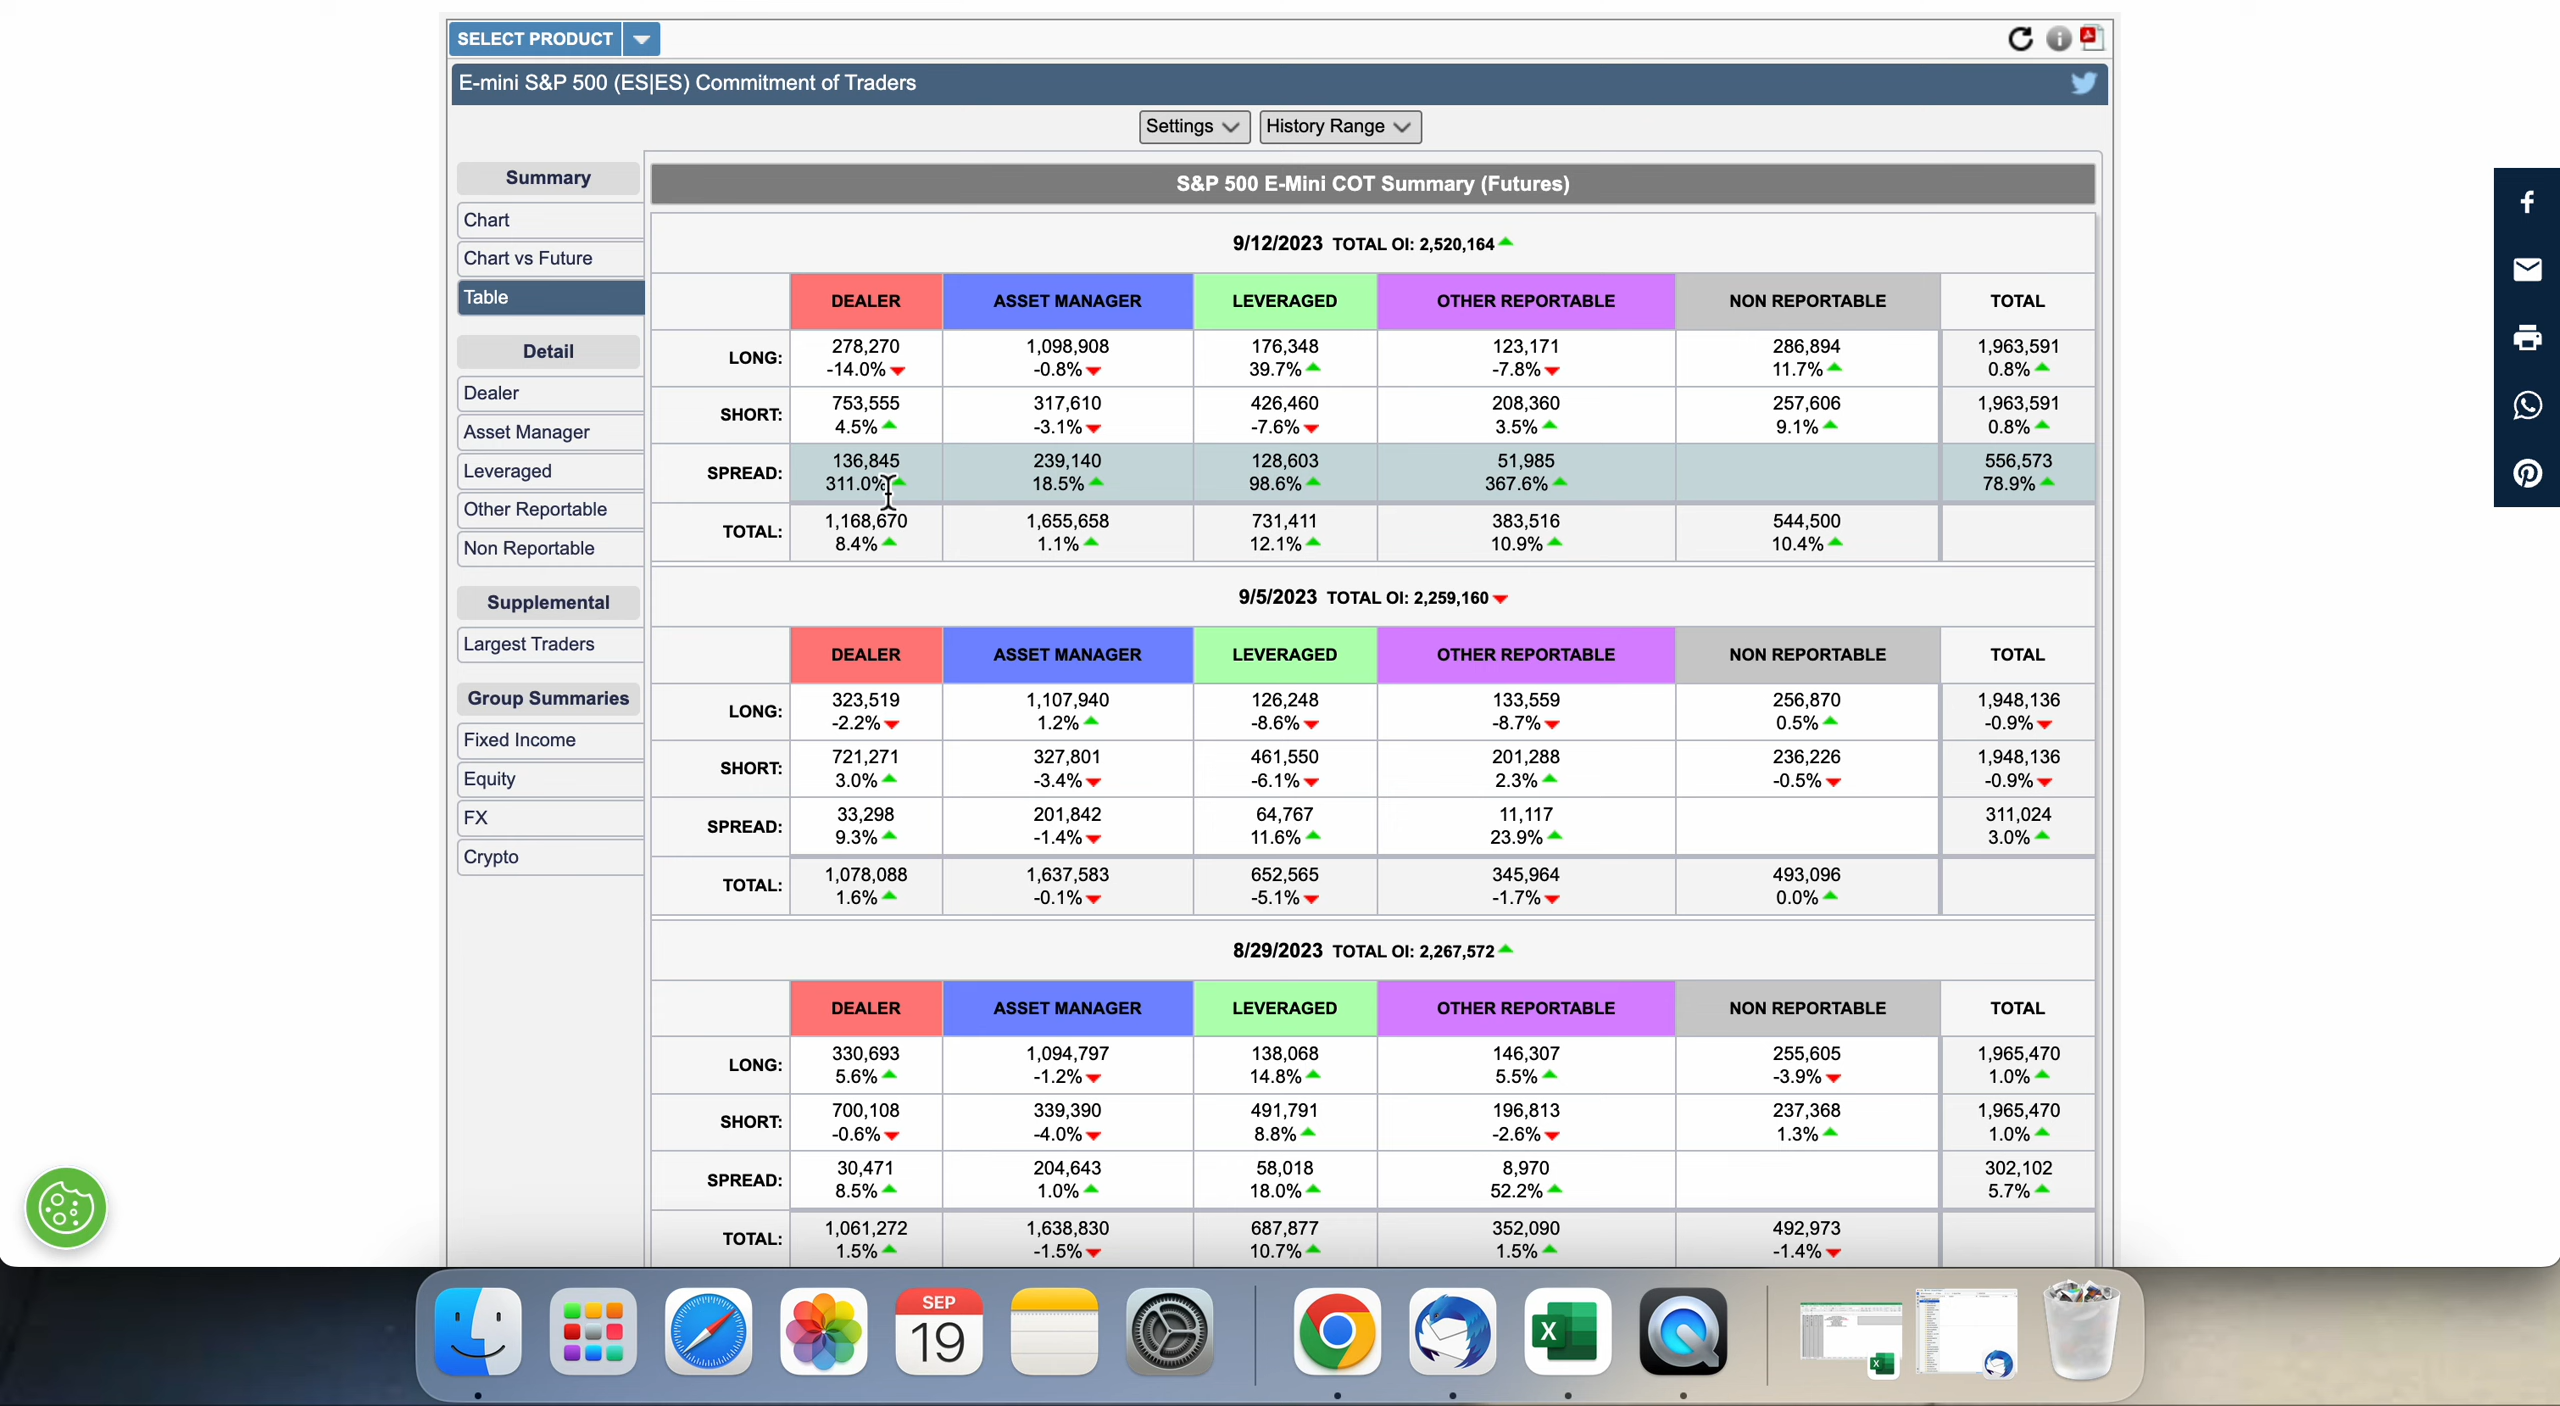 SELECT PRODUCT
E-mini S&P 500 (ES|ES) Commitment of Traders
Settings
History Range
Summary
Chart
Chart vs Future
Table
Detail
Dealer
Asset Manager
Leveraged
Other Reportable
Non Reportable
Supplemental
Largest Traders
Group Summaries
Fixed Income
Equity
FX
Crypto
S&P 500 E-Mini COT Summary (Futures)
9/12/2023 TOTAL OI: 2,520,164
DEALER ASSET MANAGER LEVERAGED OTHER REPORTABLE NON REPORTABLE TOTAL
LONG: 278,270 1,098,908 176,348 123,171 286,894 1,963,591
-14.0% -0.8% 39.7% -7.8% 11.7% 0.8%
SHORT: 753,555 317,610 426,460 208,360 257,606 1,963,591
4.5% -3.1% -7.6% 3.5% 9.1% 0.8%
SPREAD: 136,845 239,140 128,603 51,985 556,573
311.0% 18.5% 98.6% 367.6% 78.9%
TOTAL: 1,168,670 1,655,658 731,411 383,516 544,500
8.4% 1.1% 12.1% 10.9% 10.4%
9/5/2023 TOTAL OI: 2,259,160
DEALER ASSET MANAGER LEVERAGED OTHER REPORTABLE NON REPORTABLE TOTAL
LONG: 323,519 1,107,940 126,248 133,559 256,870 1,948,136
-2.2% 1.2% -8.6% -8.7% 0.5% -0.9%
SHORT: 721,271 327,801 461,550 201,288 236,226 1,948,136
3.0% -3.4% -6.1% 2.3% -0.5% -0.9%
SPREAD: 33,298 201,842 64,767 11,117 311,024
9.3% -1.4% 11.6% 23.9% 3.0%
TOTAL: 1,078,088 1,637,583 652,565 345,964 493,096
1.6% -0.1% -5.1% -1.7% 0.0%
8/29/2023 TOTAL OI: 2,267,572
DEALER ASSET MANAGER LEVERAGED OTHER REPORTABLE NON REPORTABLE TOTAL
LONG: 330,693 1,094,797 138,068 146,307 255,605 1,965,470
5.6% -1.2% 14.8% 5.5% -3.9% 1.0%
SHORT: 700,108 339,390 491,791 196,813 237,368 1,965,470
-0.6% -4.0% 8.8% -2.6% 1.3% 1.0%
SPREAD: 30,471 204,643 58,018 8,970 302,102
8.5% 1.0% 18.0% 52.2% 5.7%
TOTAL: 1,061,272 1,638,830 687,877 352,090 492,973
1.5% -1.5% 10.7% 1.5% -1.4%
SEP
19
X